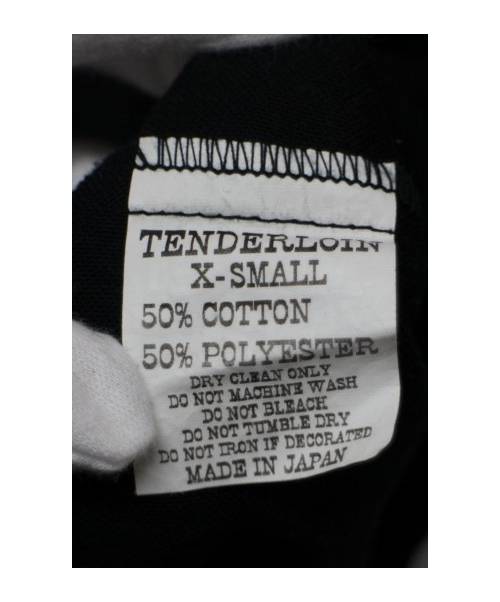 TENDERLOIN
X-SMALL
50% COTTON
50% POLYESTER
DRY CLEAN ONLY
DO NOT MACHINE WASH
DO NOT BLEACH
DO NOT TUMBLE DRY
DO NOT IRON IF DECORATED
MADE IN JAPAN